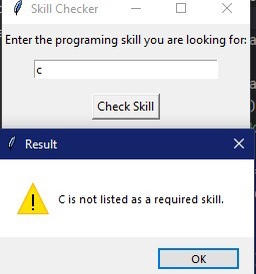 Skill Checker
Enter the programing skill you are looking for:
c
Check Skill
Result
C is not listed as a required skill.
OK